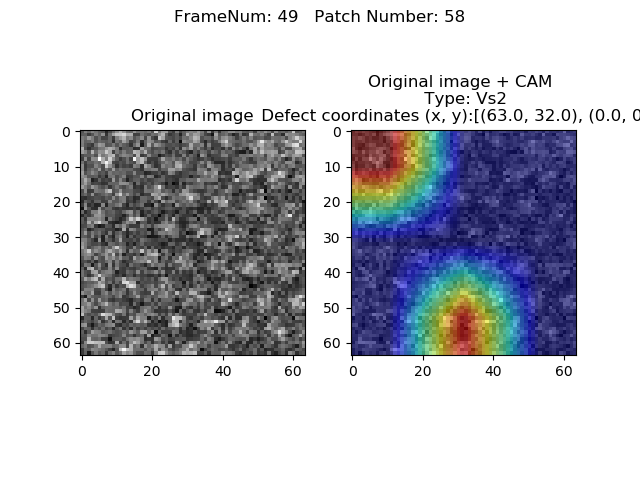 FrameNum: 49   Patch Number: 58
Original image + CAM
Type: Vs2
Original image Defect coordinates (x, y):[(63.0, 32.0), (0.0, 0
0
10
20
30
40
50
60
0 20 40 60
0
10
20
30
40
50
60
0 20 40 60